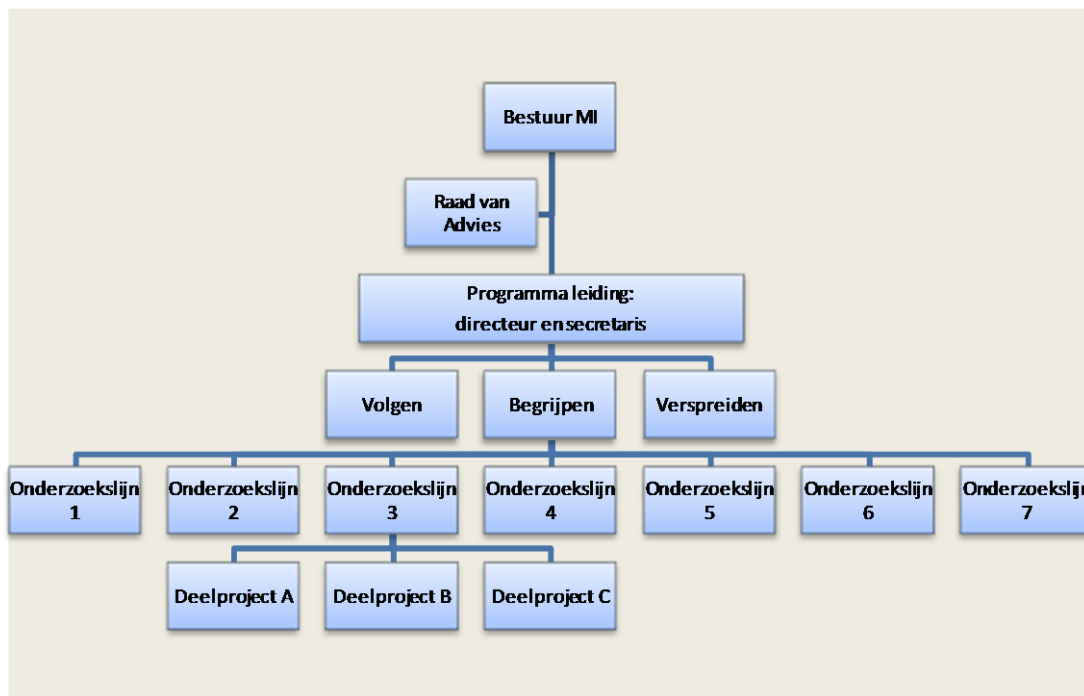 Bestuur MI
Raad van
Advies
Programma leiding:
directeur en secretaris
Volgen
Begrijpen
Verspreiden
Onderzoekslijn
1
Onderzoekslijn
2
Onderzoekslijn
3
Onderzoekslijn
4
Onderzoekslijn
5
Onderzoekslijn
6
Onderzoekslijn
7
Deelproject A
Deelproject B
Deelproject C